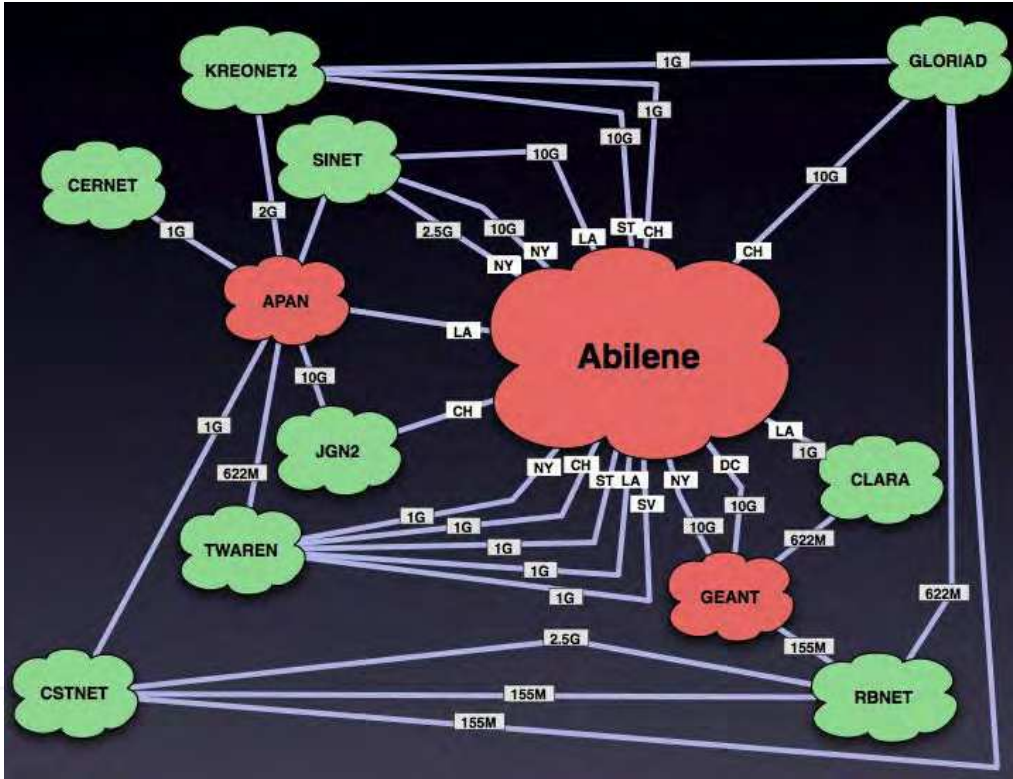 KREONET2
1G
GLORIAD
1G
10G
SINET
10G
CERNET
10G
2G
1G
2.5G
10G
ST
CH
LA
NY
CH
NY
APAN
LA
Abilene
10G
CH
LA
1G
1G
JGN2
NY
CH
DC
622M
ST
LA
NY
CLARA
SV
10G
1G
1G
10G
TWAREN
1G
622M
1G
1G
GEANT
622M
2.5G
155M
CSTNET
155M
RBNET
155M